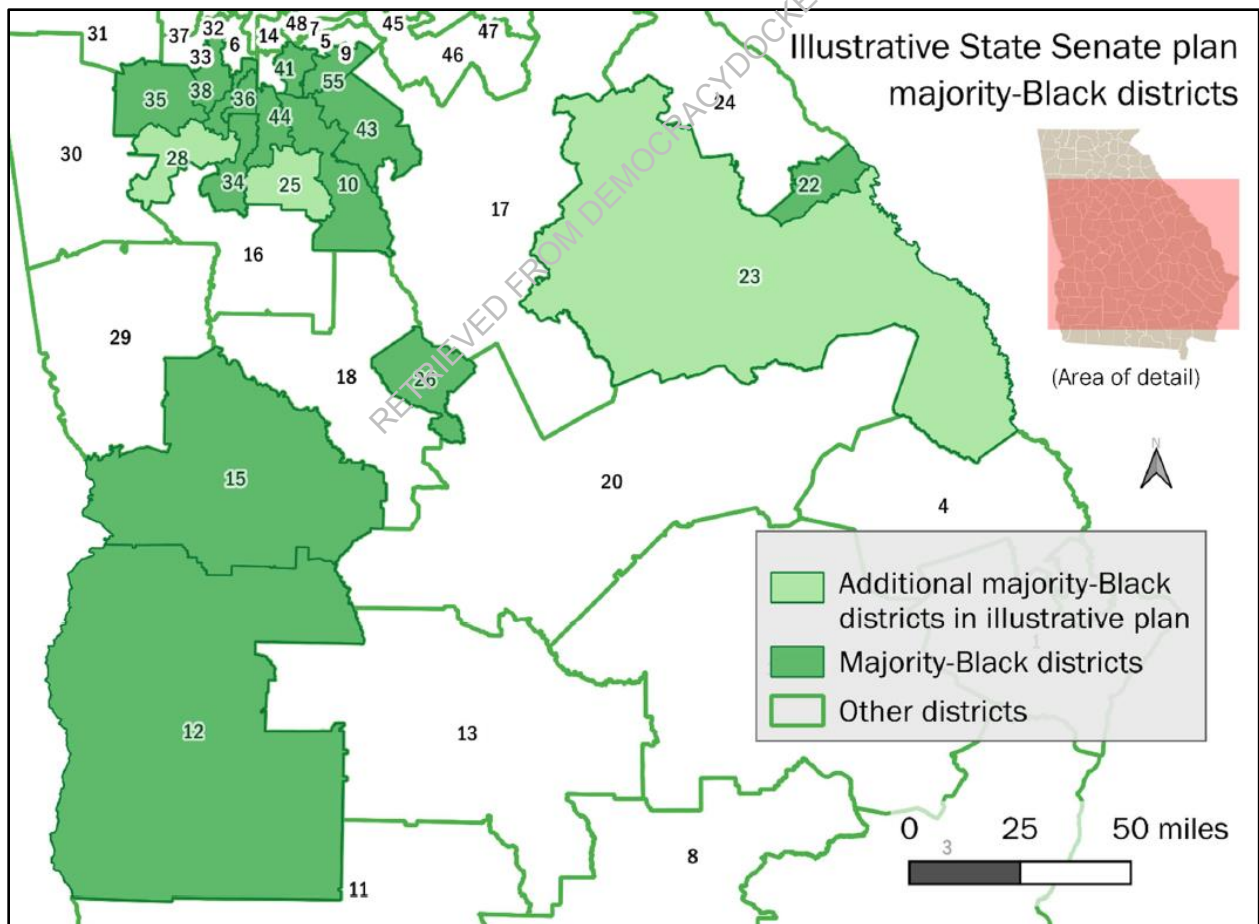 Illustrative State Senate plan
majority-Black districts
(Area of detail)
N
31 37 32 6 14 48 7 5 45 47
33 9 46
41
35 38 36 55
44 43
24
30 28
34 25 10
22
17
16
23
29
18 26
15
20
4
12
13
1
8
11
3
Additional majority-Black
districts in illustrative plan
Majority-Black districts
Other districts
0 25 50 miles
RETRIEVED FROM DEMOCRACYDOCKE